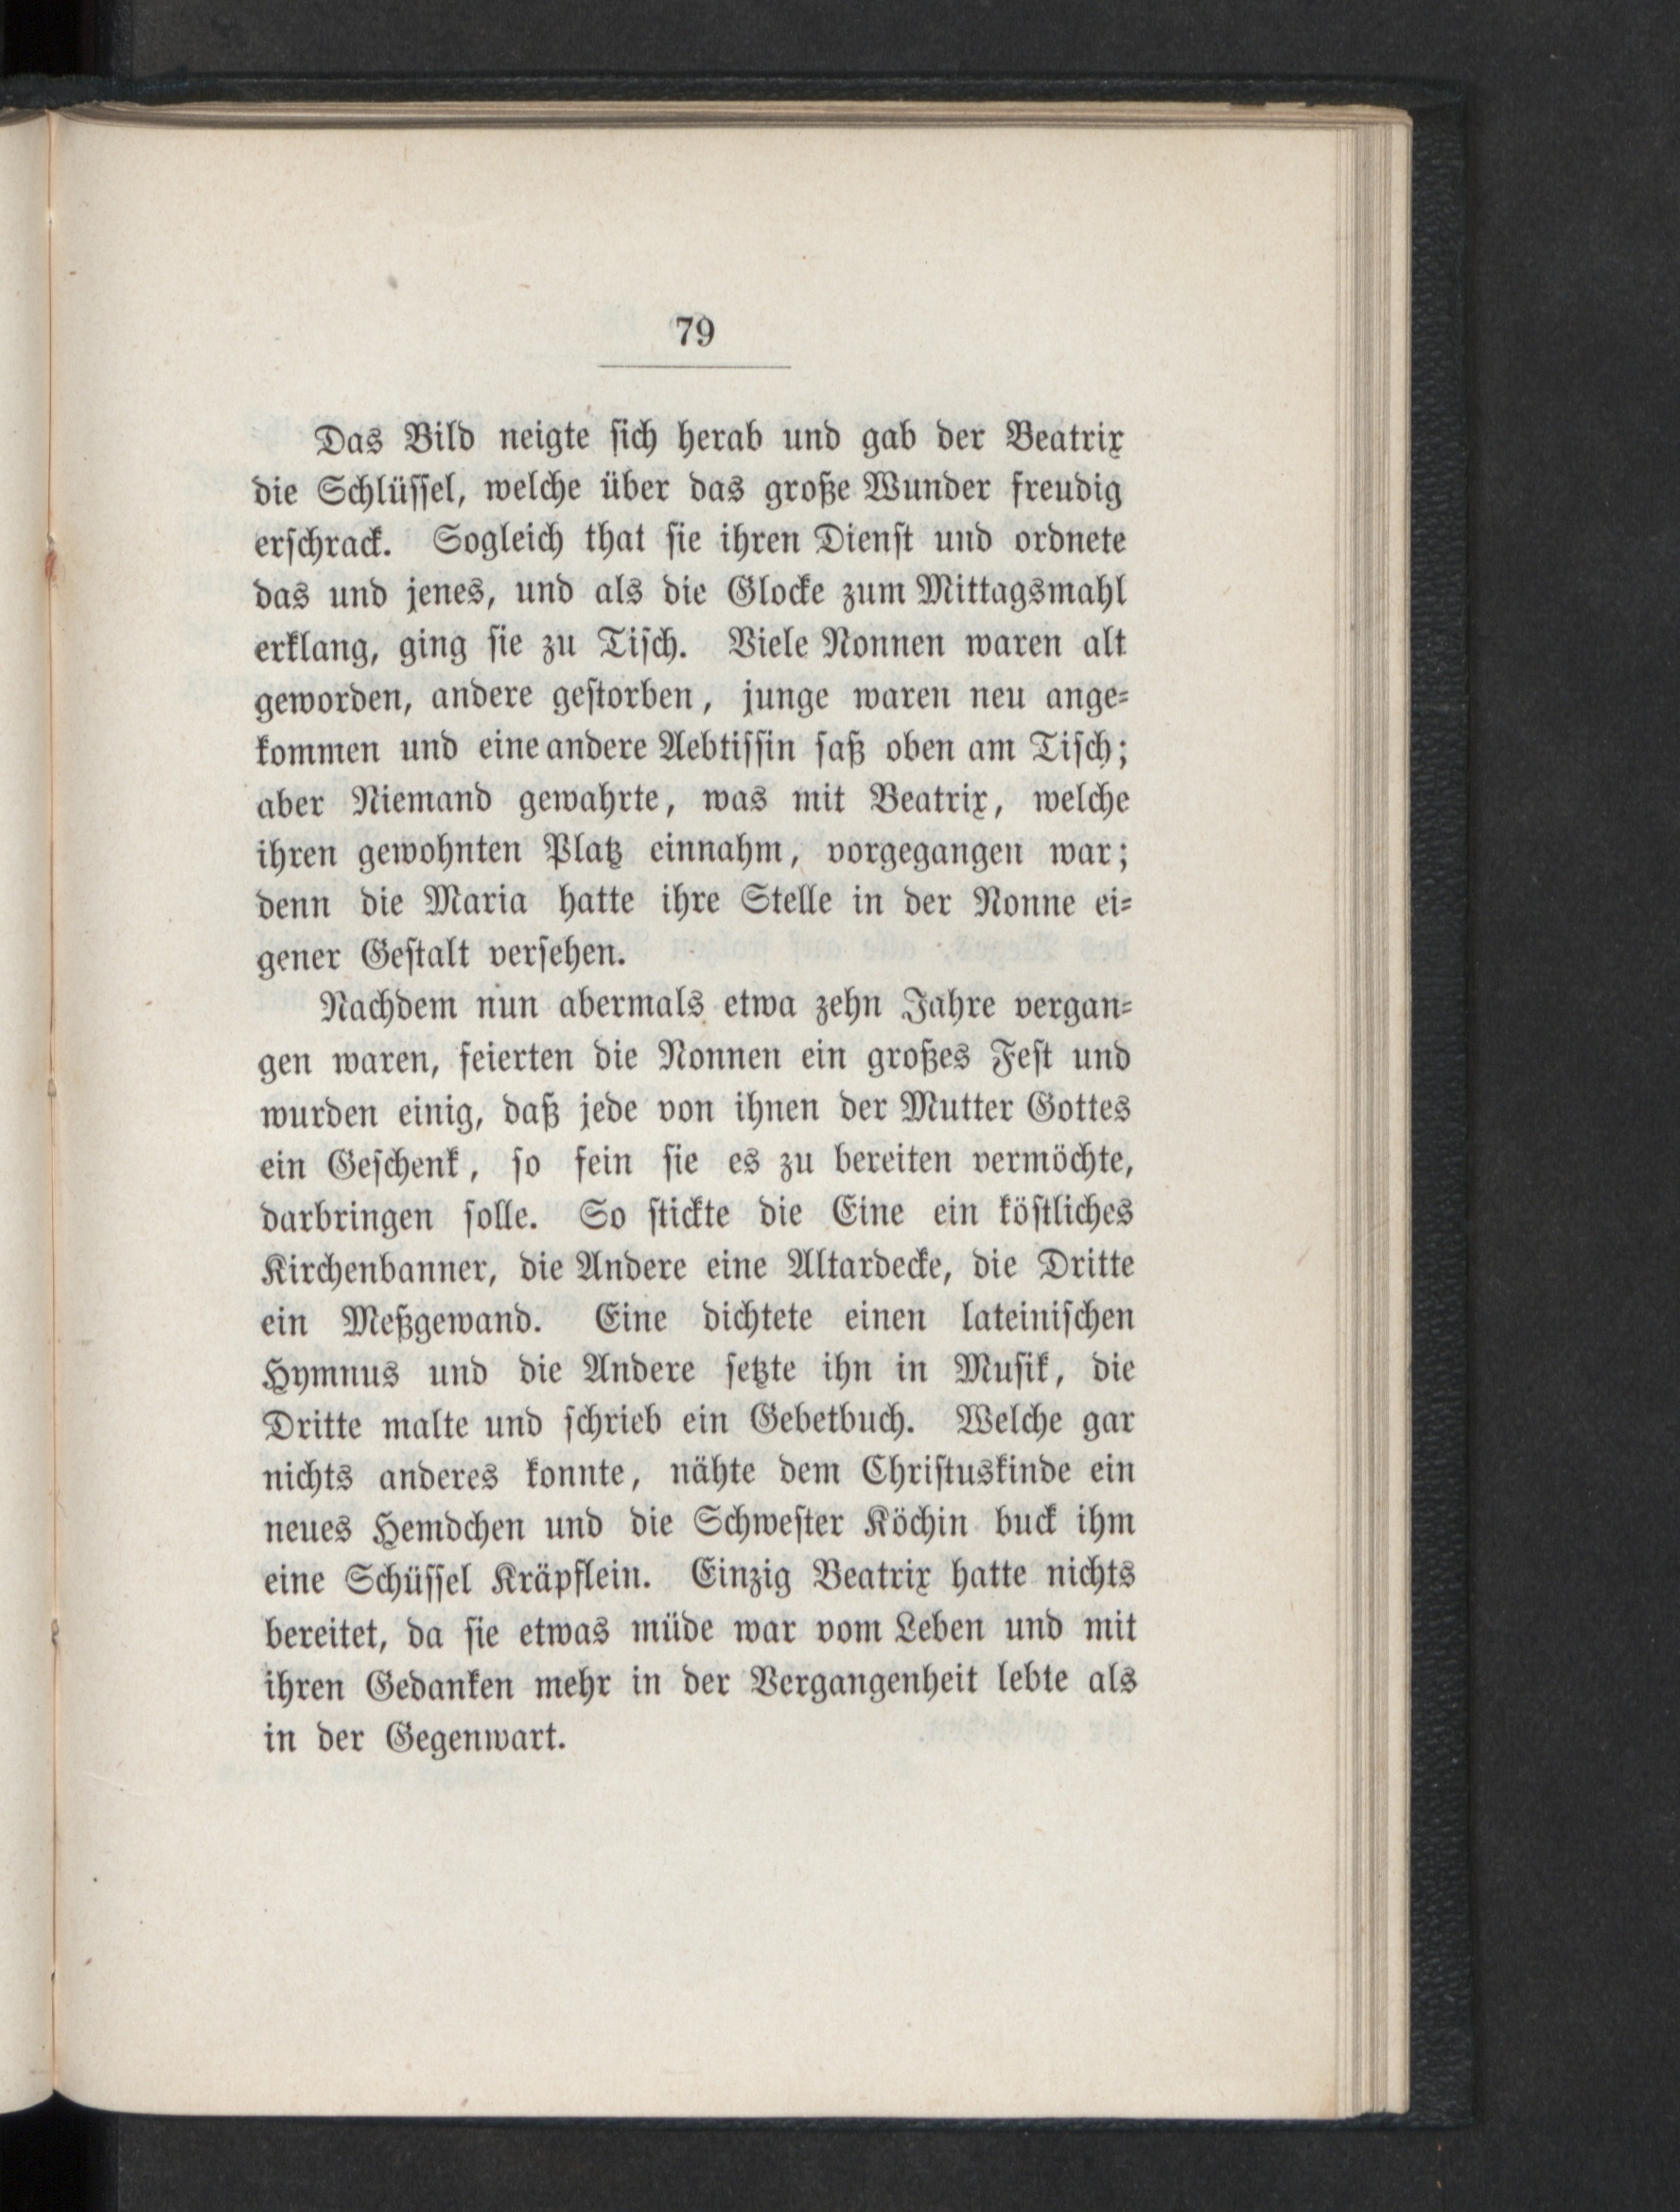 79
Das Bild neigte sich herab und gab der Beatrix
die Schlüssel, welche über das große Wunder freudig
erschrack. Sogleich that sie ihren Dienst und ordnete
das und jenes, und als die Glocke zum Mittagsmahl
erklang, ging sie zu Tisch. Viele Nonnen waren alt
geworden, andere gestorben, junge waren neu ange-
kommen und eine andere Aebtissin saß oben am Tisch;
aber Niemand gewahrte, was mit Beatrix, welche
ihren gewohnten Platz einnahm, vorgegangen war;
denn die Maria hatte ihre Stelle in der Nonne ei-
gener Gestalt versehen.
Nachdem nun abermals etwa zehn Jahre vergan-
gen waren, feierten die Nonnen ein großes Fest und
wurden einig, daß jede von ihnen der Mutter Gottes
ein Geschenk, so fein sie es zu bereiten vermöchte,
darbringen solle. So stickte die Eine ein köstliches
Kirchenbanner, die Andere eine Altardecke, die Dritte
ein Meßgewand. Eine dichtete einen lateinischen
Hymnus und die Andere setzte ihn in Musik, die
Dritte malte und schrieb ein Gebetbuch. Welche gar
nichts anderes konnte, nähte dem Christuskinde ein
neues Hemdchen und die Schwester Köchin buck ihm
eine Schüssel Kräpflein. Einzig Beatrix hatte nichts
bereitet, da sie etwas müde war vom Leben und mit
ihren Gedanken mehr in der Vergangenheit lebte als
in der Gegenwart.